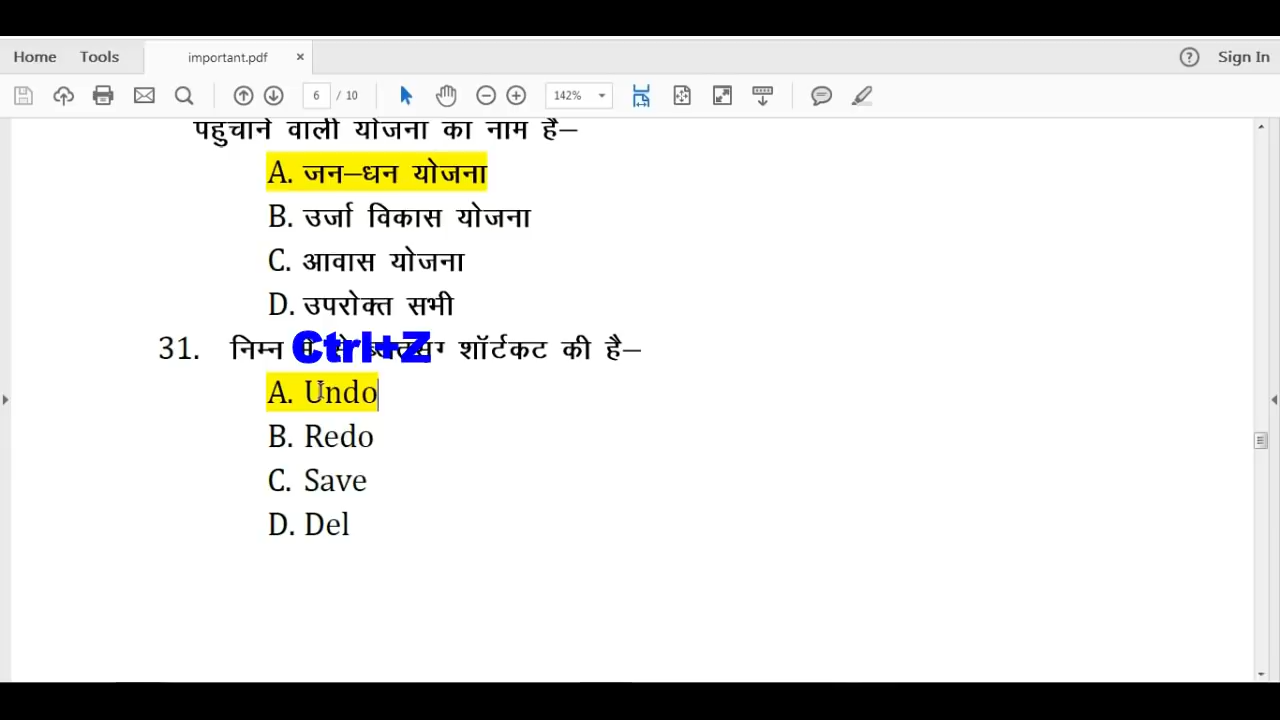 Home Tools important.pdf × ? Sign In
6 / 10 142%
पहुचाने वाली योजना का नाम है–
A. जन–धन योजना
B. उर्जा विकास योजना
C. आवास योजना
D. उपरोक्त सभी
31. निम्न Ctrl+Z शॉर्टकट की है–
A. Undo
B. Redo
C. Save
D. Del